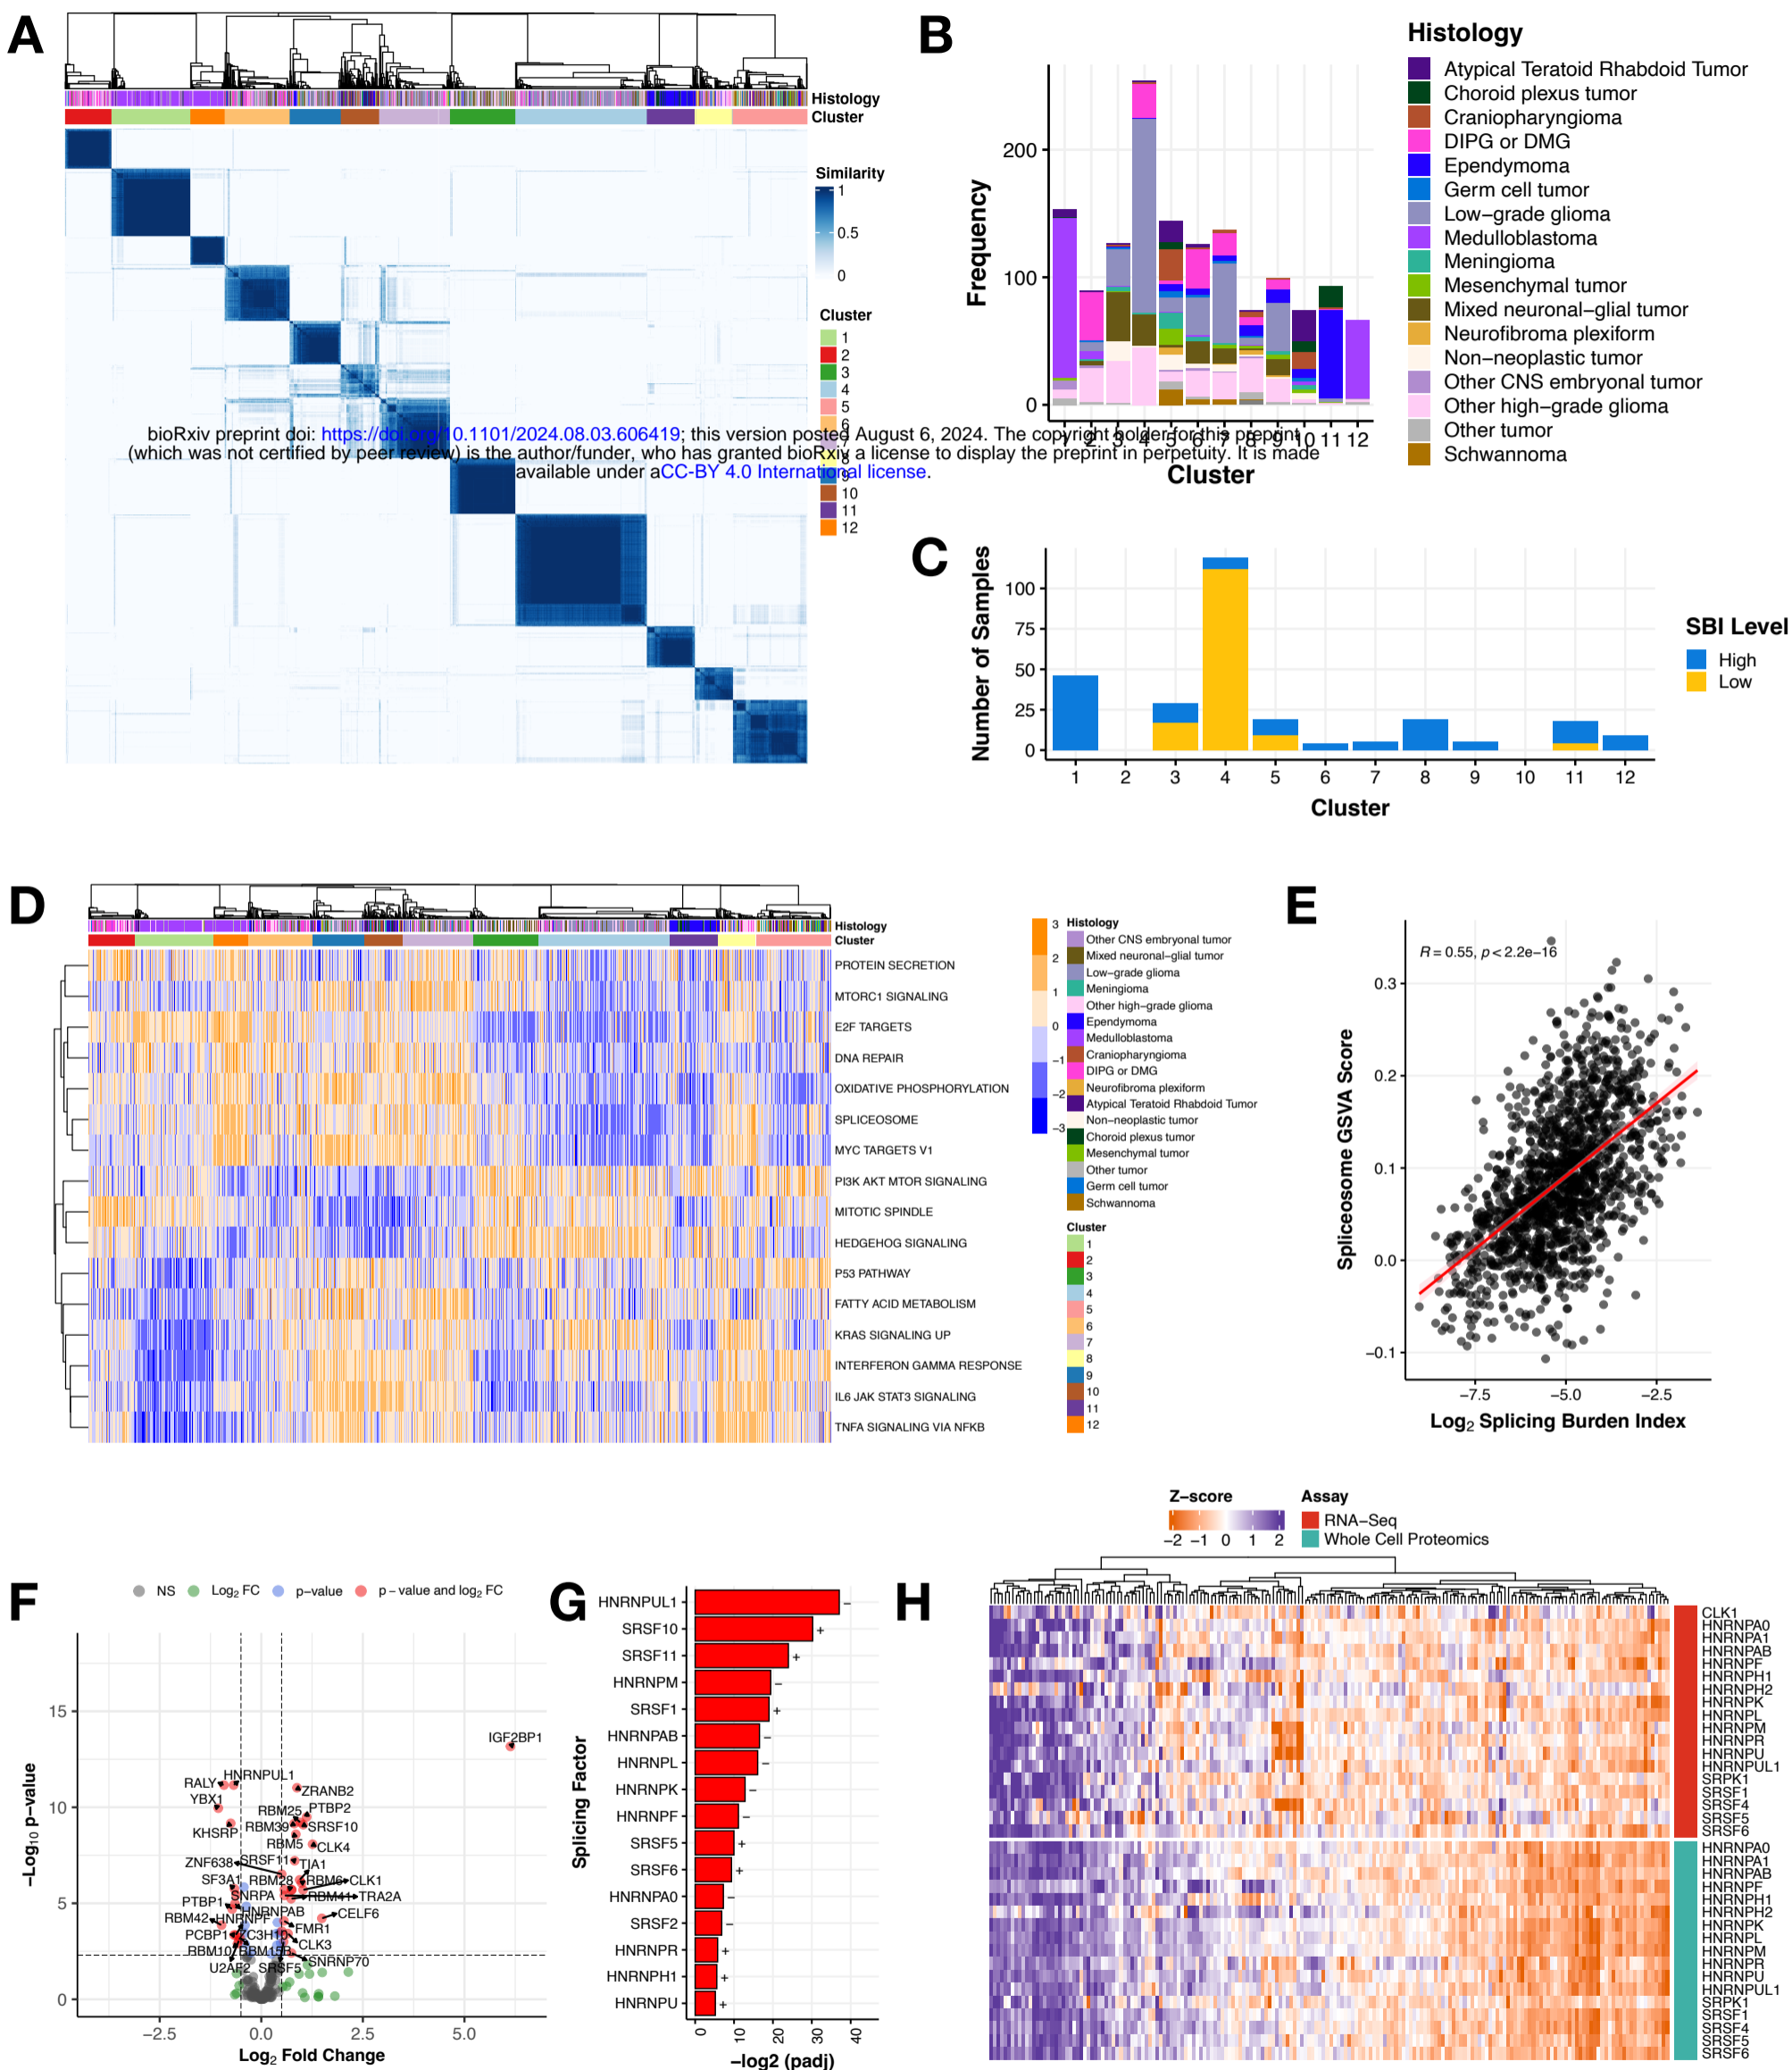 A
Histology
Cluster
Similarity
1
0.5
0
Cluster
1
2
3
4
5
6
7
8
9
10
11
12
bioRxiv preprint doi: https://doi.org/10.1101/2024.08.03.606419; this version posted August 6, 2024. The copyright holder for this preprint
(which was not certified by peer review) is the author/funder, who has granted bioRxiv a license to display the preprint in perpetuity. It is made
available under aCC-BY 4.0 International license.
B
Frequency
200
100
0
1 2 3 4 5 6 7 8 9 10 11 12
Cluster
Histology
Atypical Teratoid Rhabdoid Tumor
Choroid plexus tumor
Craniopharyngioma
DIPG or DMG
Ependymoma
Germ cell tumor
Low−grade glioma
Medulloblastoma
Meningioma
Mesenchymal tumor
Mixed neuronal−glial tumor
Neurofibroma plexiform
Non−neoplastic tumor
Other CNS embryonal tumor
Other high−grade glioma
Other tumor
Schwannoma
C
Number of Samples
100
75
50
25
0
1 2 3 4 5 6 7 8 9 10 11 12
Cluster
SBI Level
High
Low
D
Histology
Cluster
PROTEIN SECRETION
MTORC1 SIGNALING
E2F TARGETS
DNA REPAIR
OXIDATIVE PHOSPHORYLATION
SPLICEOSOME
MYC TARGETS V1
PI3K AKT MTOR SIGNALING
MITOTIC SPINDLE
HEDGEHOG SIGNALING
P53 PATHWAY
FATTY ACID METABOLISM
KRAS SIGNALING UP
INTERFERON GAMMA RESPONSE
IL6 JAK STAT3 SIGNALING
TNFA SIGNALING VIA NFKB
3
2
1
0
−1
−2
−3
Histology
Other CNS embryonal tumor
Mixed neuronal−glial tumor
Low−grade glioma
Meningioma
Other high−grade glioma
Ependymoma
Medulloblastoma
Craniopharyngioma
DIPG or DMG
Neurofibroma plexiform
Atypical Teratoid Rhabdoid Tumor
Non−neoplastic tumor
Choroid plexus tumor
Mesenchymal tumor
Other tumor
Germ cell tumor
Schwannoma
Cluster
1
2
3
4
5
6
7
8
9
10
11
12
E
R = 0.55, p < 2.2e−16
Spliceosome GSVA Score
0.3
0.2
0.1
0.0
−0.1
−7.5 −5.0 −2.5
Log2 Splicing Burden Index
F
NS Log2 FC p−value p − value and log2 FC
−Log10 p−value
15
10
5
0
IGF2BP1
RALY
HNRNPUL1
ZRANB2
YBX1
RBM25
PTBP2
KHSRP
RBM39
SRSF10
RBM5
CLK4
ZNF638
SRSF11
TIA1
SF3A1
RBM28
RBM6
CLK1
SNRPA
RBM41
TRA2A
PTBP1
HNRNPAB
CELF6
RBM42
HNRNPF
FMR1
PCBP1
ZC3H10
CLK3
RBM10
RBM15B
SNRNP70
U2AF2
SRSF5
−2.5 0.0 2.5 5.0
Log2 Fold Change
G
Splicing Factor
HNRNPUL1 −
SRSF10 +
SRSF11 +
HNRNPM −
SRSF1 +
HNRNPAB −
HNRNPL −
HNRNPK −
HNRNPF −
SRSF5 +
SRSF6 +
HNRNPA0 −
SRSF2 −
HNRNPR +
HNRNPH1 +
HNRNPU +
0 10 20 30 40
−log2 (padj)
H
Z−score
−2 −1 0 1 2
Assay
RNA−Seq
Whole Cell Proteomics
CLK1
HNRNPA0
HNRNPA1
HNRNPAB
HNRNPF
HNRNPH1
HNRNPH2
HNRNPK
HNRNPL
HNRNPM
HNRNPR
HNRNPU
HNRNPUL1
SRPK1
SRSF1
SRSF4
SRSF5
SRSF6
HNRNPA0
HNRNPA1
HNRNPAB
HNRNPF
HNRNPH1
HNRNPH2
HNRNPK
HNRNPL
HNRNPM
HNRNPR
HNRNPU
HNRNPUL1
SRPK1
SRSF1
SRSF4
SRSF5
SRSF6